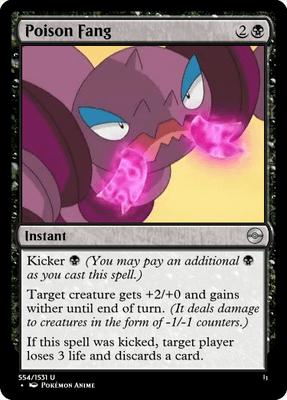 Poison Fang 2
Instant
Kicker (You may pay an additional
as you cast this spell.)
Target creature gets +2/+0 and gains
wither until end of turn. (It deals damage
to creatures in the form of -1/-1 counters.)
If this spell was kicked, target player
loses 3 life and discards a card.
554/1531 U
• Pokémon Anime